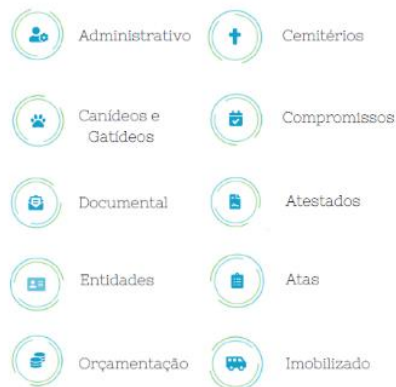 Administrativo
Cemitérios
Canídeos e
Gatídeos
Compromissos
Documental
Atestados
Entidades
Atas
Orçamentação
Imobilizado